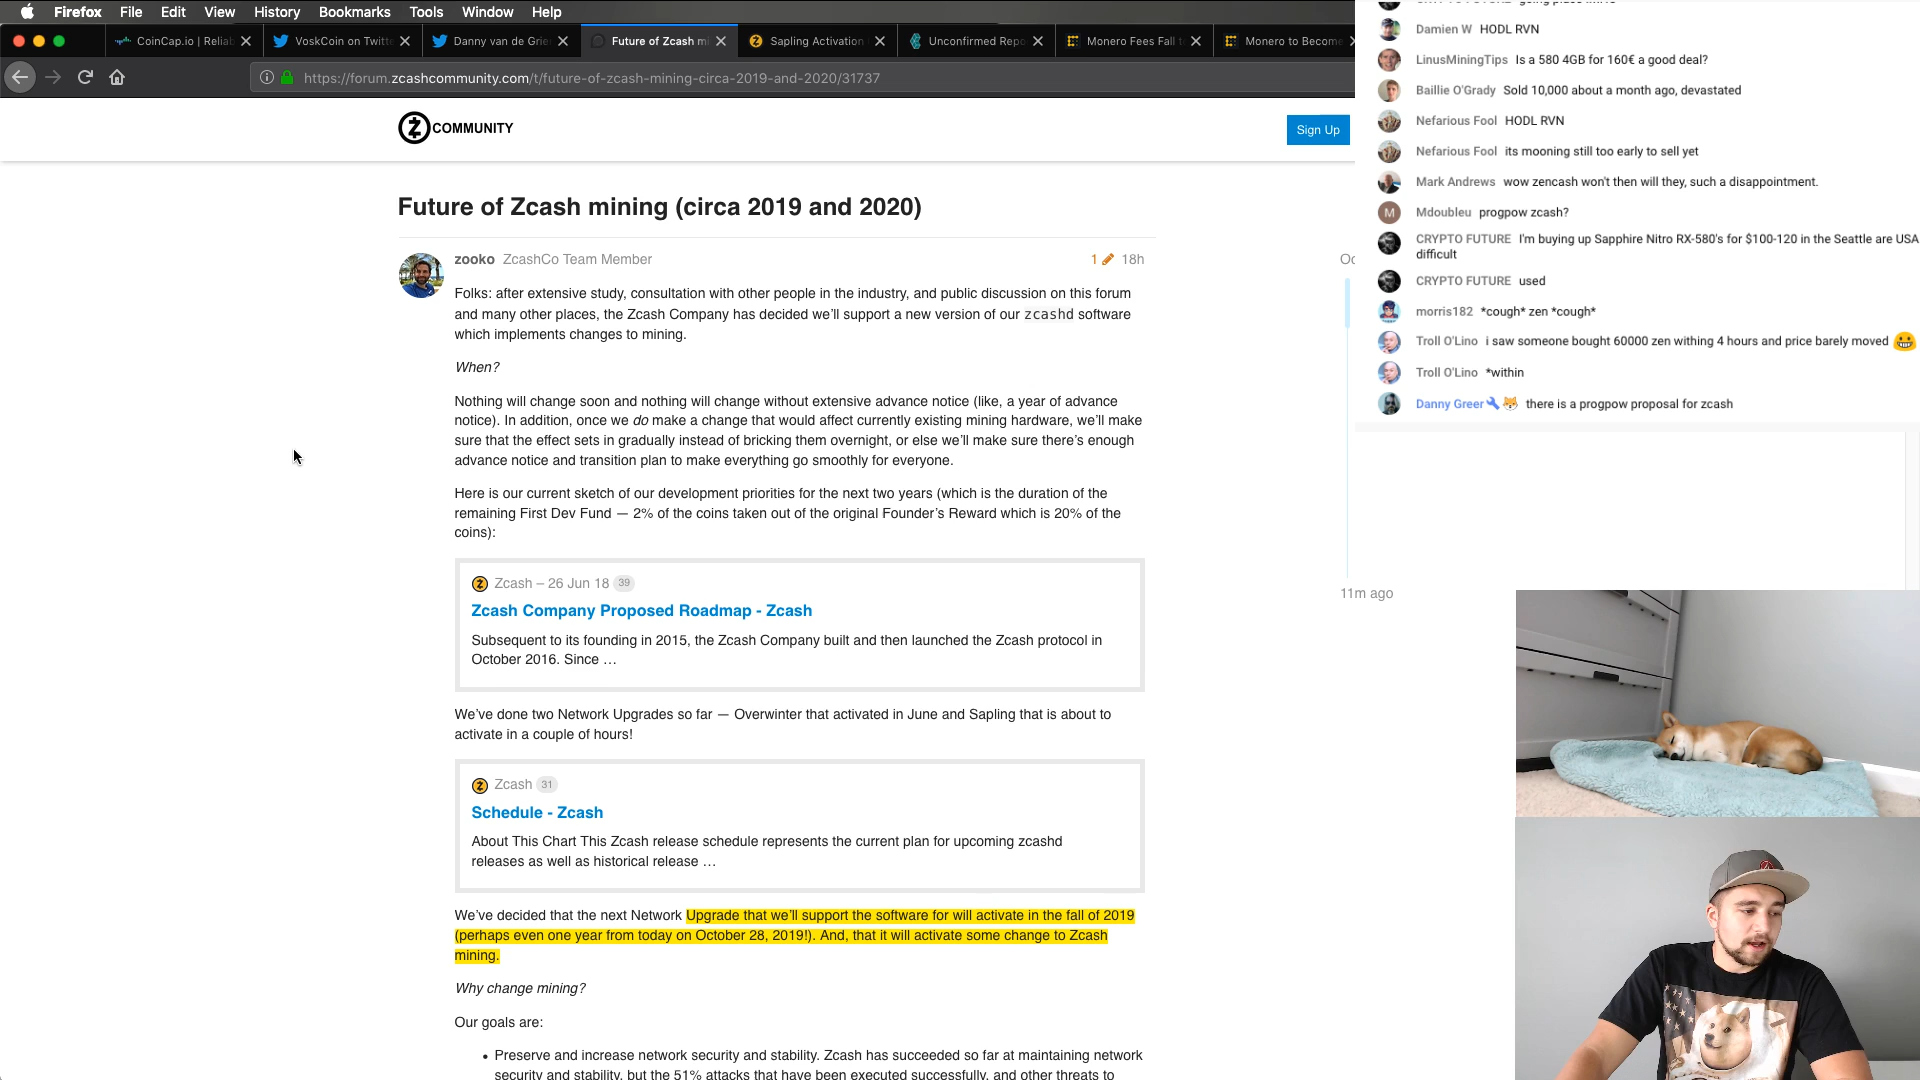 Firefox File Edit View History Bookmarks Tools Window Help
CoinCap.io | Reliab
VoskCoin on Twitte
Danny van de Grie
Future of Zcash mi
Sapling Activation
Unconfirmed Repo
Monero Fees Fall t
Monero to Become
https://forum.zcashcommunity.com/t/future-of-zcash-mining-circa-2019-and-2020/31737
COMMUNITY
Sign Up
Future of Zcash mining (circa 2019 and 2020)
zooko ZcashCo Team Member
1 18h
Folks: after extensive study, consultation with other people in the industry, and public discussion on this forum
and many other places, the Zcash Company has decided we’ll support a new version of our zcashd software
which implements changes to mining.
When?
Nothing will change soon and nothing will change without extensive advance notice (like, a year of advance
notice). In addition, once we do make a change that would affect currently existing mining hardware, we’ll make
sure that the effect sets in gradually instead of bricking them overnight, or else we’ll make sure there’s enough
advance notice and transition plan to make everything go smoothly for everyone.
Here is our current sketch of our development priorities for the next two years (which is the duration of the
remaining First Dev Fund — 2% of the coins taken out of the original Founder’s Reward which is 20% of the
coins):
Zcash – 26 Jun 18 39
Zcash Company Proposed Roadmap - Zcash
Subsequent to its founding in 2015, the Zcash Company built and then launched the Zcash protocol in
October 2016. Since …
We’ve done two Network Upgrades so far — Overwinter that activated in June and Sapling that is about to
activate in a couple of hours!
Zcash 31
Schedule - Zcash
About This Chart This Zcash release schedule represents the current plan for upcoming zcashd
releases as well as historical release …
We’ve decided that the next Network Upgrade that we’ll support the software for will activate in the fall of 2019
(perhaps even one year from today on October 28, 2019!). And, that it will activate some change to Zcash
mining.
Why change mining?
Our goals are:
• Preserve and increase network security and stability. Zcash has succeeded so far at maintaining network
security and stability, but the 51% attacks that have been executed successfully, and other threats to
Oc
11m ago
Damien W HODL RVN
LinusMiningTips Is a 580 4GB for 160€ a good deal?
Baillie O'Grady Sold 10,000 about a month ago, devastated
Nefarious Fool HODL RVN
Nefarious Fool its mooning still too early to sell yet
Mark Andrews wow zencash won't then will they, such a disappointment.
M Mdoubleu progpow zcash?
CRYPTO FUTURE I'm buying up Sapphire Nitro RX-580's for $100-120 in the Seattle are USA
difficult
CRYPTO FUTURE used
morris182 *cough* zen *cough*
Troll O'Lino i saw someone bought 60000 zen withing 4 hours and price barely moved
Troll O'Lino *within
Danny Greer there is a progpow proposal for zcash